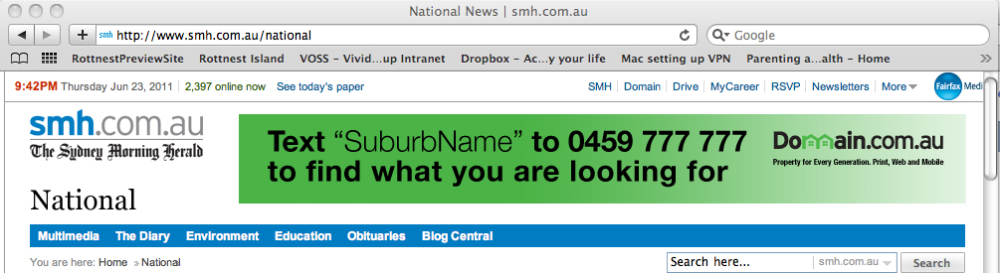 National News | smh.com.au
smh http://www.smh.com.au/national
Google
RottnestPreviewSite Rottnest Island VOSS – Vivid...up Intranet Dropbox – Ac...y your life Mac setting up VPN Parenting a...alth – Home
9:42PM Thursday Jun 23, 2011 2,397 online now See today's paper SMH Domain Drive MyCareer RSVP Newsletters More Fairfax Medi
smh.com.au
The Sydney Morning Herald
Text “SuburbName” to 0459 777 777
to find what you are looking for
Domain.com.au
Property for Every Generation. Print, Web and Mobile
National
Multimedia The Diary Environment Education Obituaries Blog Central
You are here: Home » National
Search here... smh.com.au Search